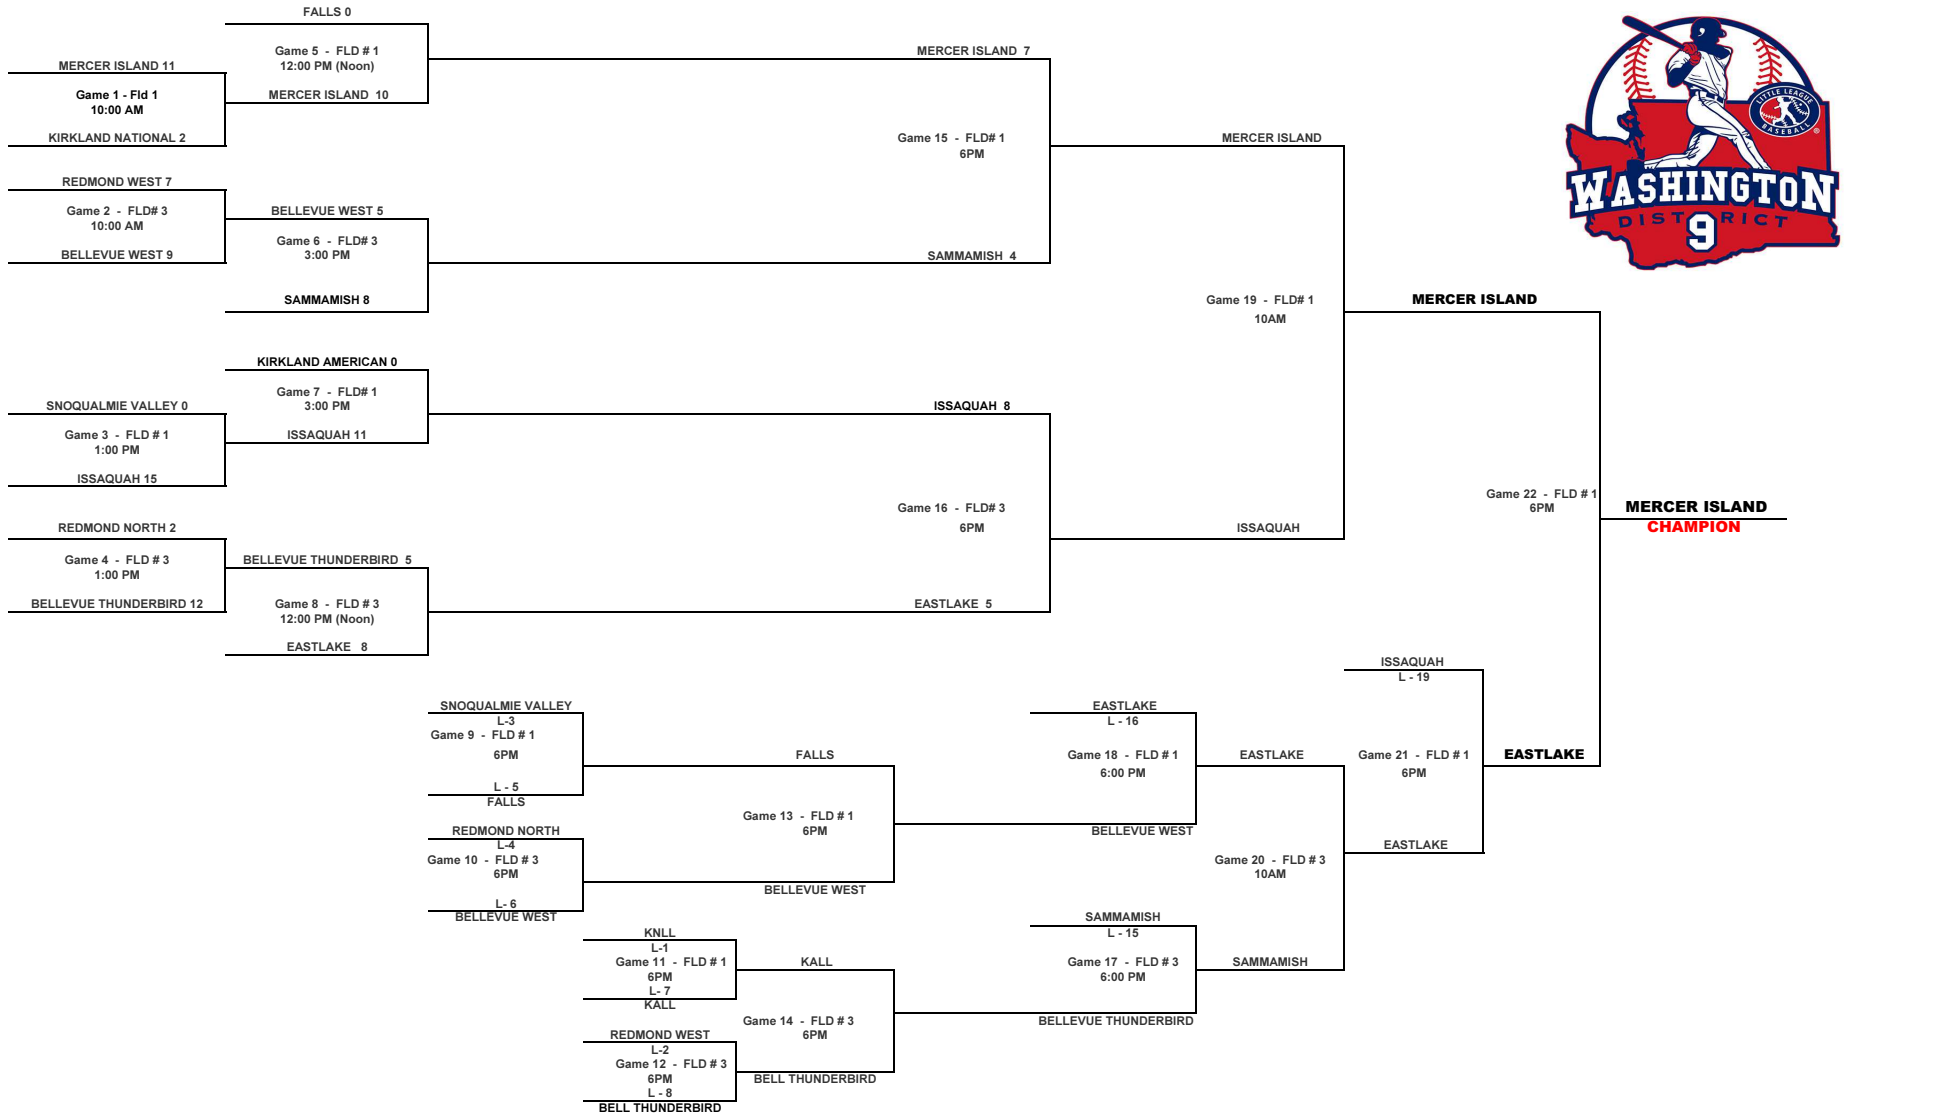 FALLS 0
Game 5 - FLD # 1
12:00 PM (Noon)
MERCER ISLAND 11
Game 1 - Fld 1
10:00 AM
MERCER ISLAND 10
KIRKLAND NATIONAL 2
MERCER ISLAND 7
Game 15 - FLD# 1
6PM
MERCER ISLAND
REDMOND WEST 7
Game 2 - FLD# 3
10:00 AM
BELLEVUE WEST 5
Game 6 - FLD# 3
3:00 PM
BELLEVUE WEST 9
SAMMAMISH 8
SAMMAMISH 4
LITTLE LEAGUE
BASEBALL
®
WASHINGTON
DISTRICT
9
Game 19 - FLD# 1
10AM
MERCER ISLAND
KIRKLAND AMERICAN 0
Game 7 - FLD# 1
3:00 PM
SNOQUALMIE VALLEY 0
Game 3 - FLD # 1
1:00 PM
ISSAQUAH 11
ISSAQUAH 15
ISSAQUAH 8
Game 16 - FLD# 3
6PM
ISSAQUAH
Game 22 - FLD # 1
6PM
MERCER ISLAND
CHAMPION
REDMOND NORTH 2
Game 4 - FLD # 3
1:00 PM
BELLEVUE THUNDERBIRD 5
BELLEVUE THUNDERBIRD 12
Game 8 - FLD # 3
12:00 PM (Noon)
EASTLAKE 8
EASTLAKE 5
ISSAQUAH
L - 19
SNOQUALMIE VALLEY
L-3
Game 9 - FLD # 1
6PM
L - 5
FALLS
FALLS
EASTLAKE
L - 16
Game 18 - FLD # 1
6:00 PM
EASTLAKE
Game 21 - FLD # 1
6PM
EASTLAKE
REDMOND NORTH
L-4
Game 10 - FLD # 3
6PM
L- 6
BELLEVUE WEST
Game 13 - FLD # 1
6PM
BELLEVUE WEST
BELLEVUE WEST
Game 20 - FLD # 3
10AM
EASTLAKE
KNLL
L-1
Game 11 - FLD # 1
6PM
L- 7
KALL
KALL
SAMMAMISH
L - 15
Game 17 - FLD # 3
6:00 PM
SAMMAMISH
Game 14 - FLD # 3
6PM
BELLEVUE THUNDERBIRD
REDMOND WEST
L-2
Game 12 - FLD # 3
6PM
L - 8
BELL THUNDERBIRD
BELL THUNDERBIRD